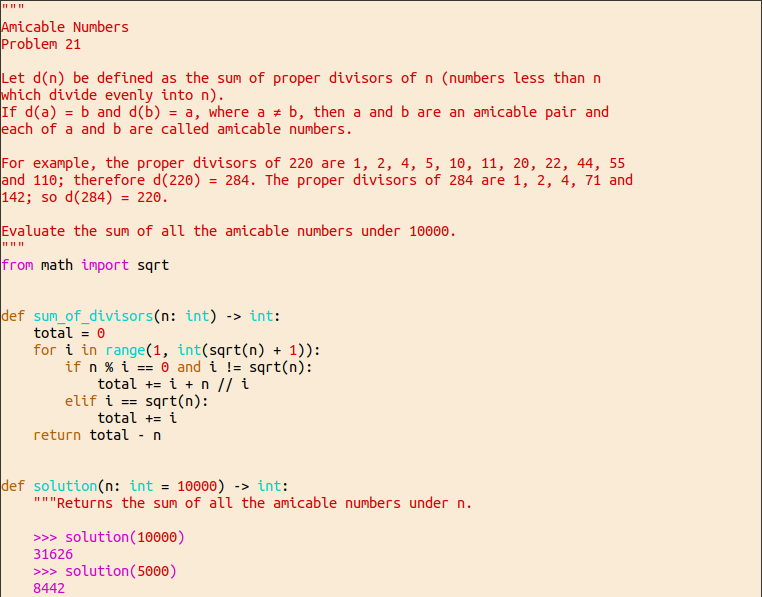 """
Amicable Numbers
Problem 21

Let d(n) be defined as the sum of proper divisors of n (numbers less than n
which divide evenly into n).
If d(a) = b and d(b) = a, where a ≠ b, then a and b are an amicable pair and
each of a and b are called amicable numbers.

For example, the proper divisors of 220 are 1, 2, 4, 5, 10, 11, 20, 22, 44, 55
and 110; therefore d(220) = 284. The proper divisors of 284 are 1, 2, 4, 71 and
142; so d(284) = 220.

Evaluate the sum of all the amicable numbers under 10000.
"""
from math import sqrt


def sum_of_divisors(n: int) -> int:
    total = 0
    for i in range(1, int(sqrt(n) + 1)):
        if n % i == 0 and i != sqrt(n):
            total += i + n // i
        elif i == sqrt(n):
            total += i
    return total - n


def solution(n: int = 10000) -> int:
    """Returns the sum of all the amicable numbers under n.

    >>> solution(10000)
    31626
    >>> solution(5000)
    8442